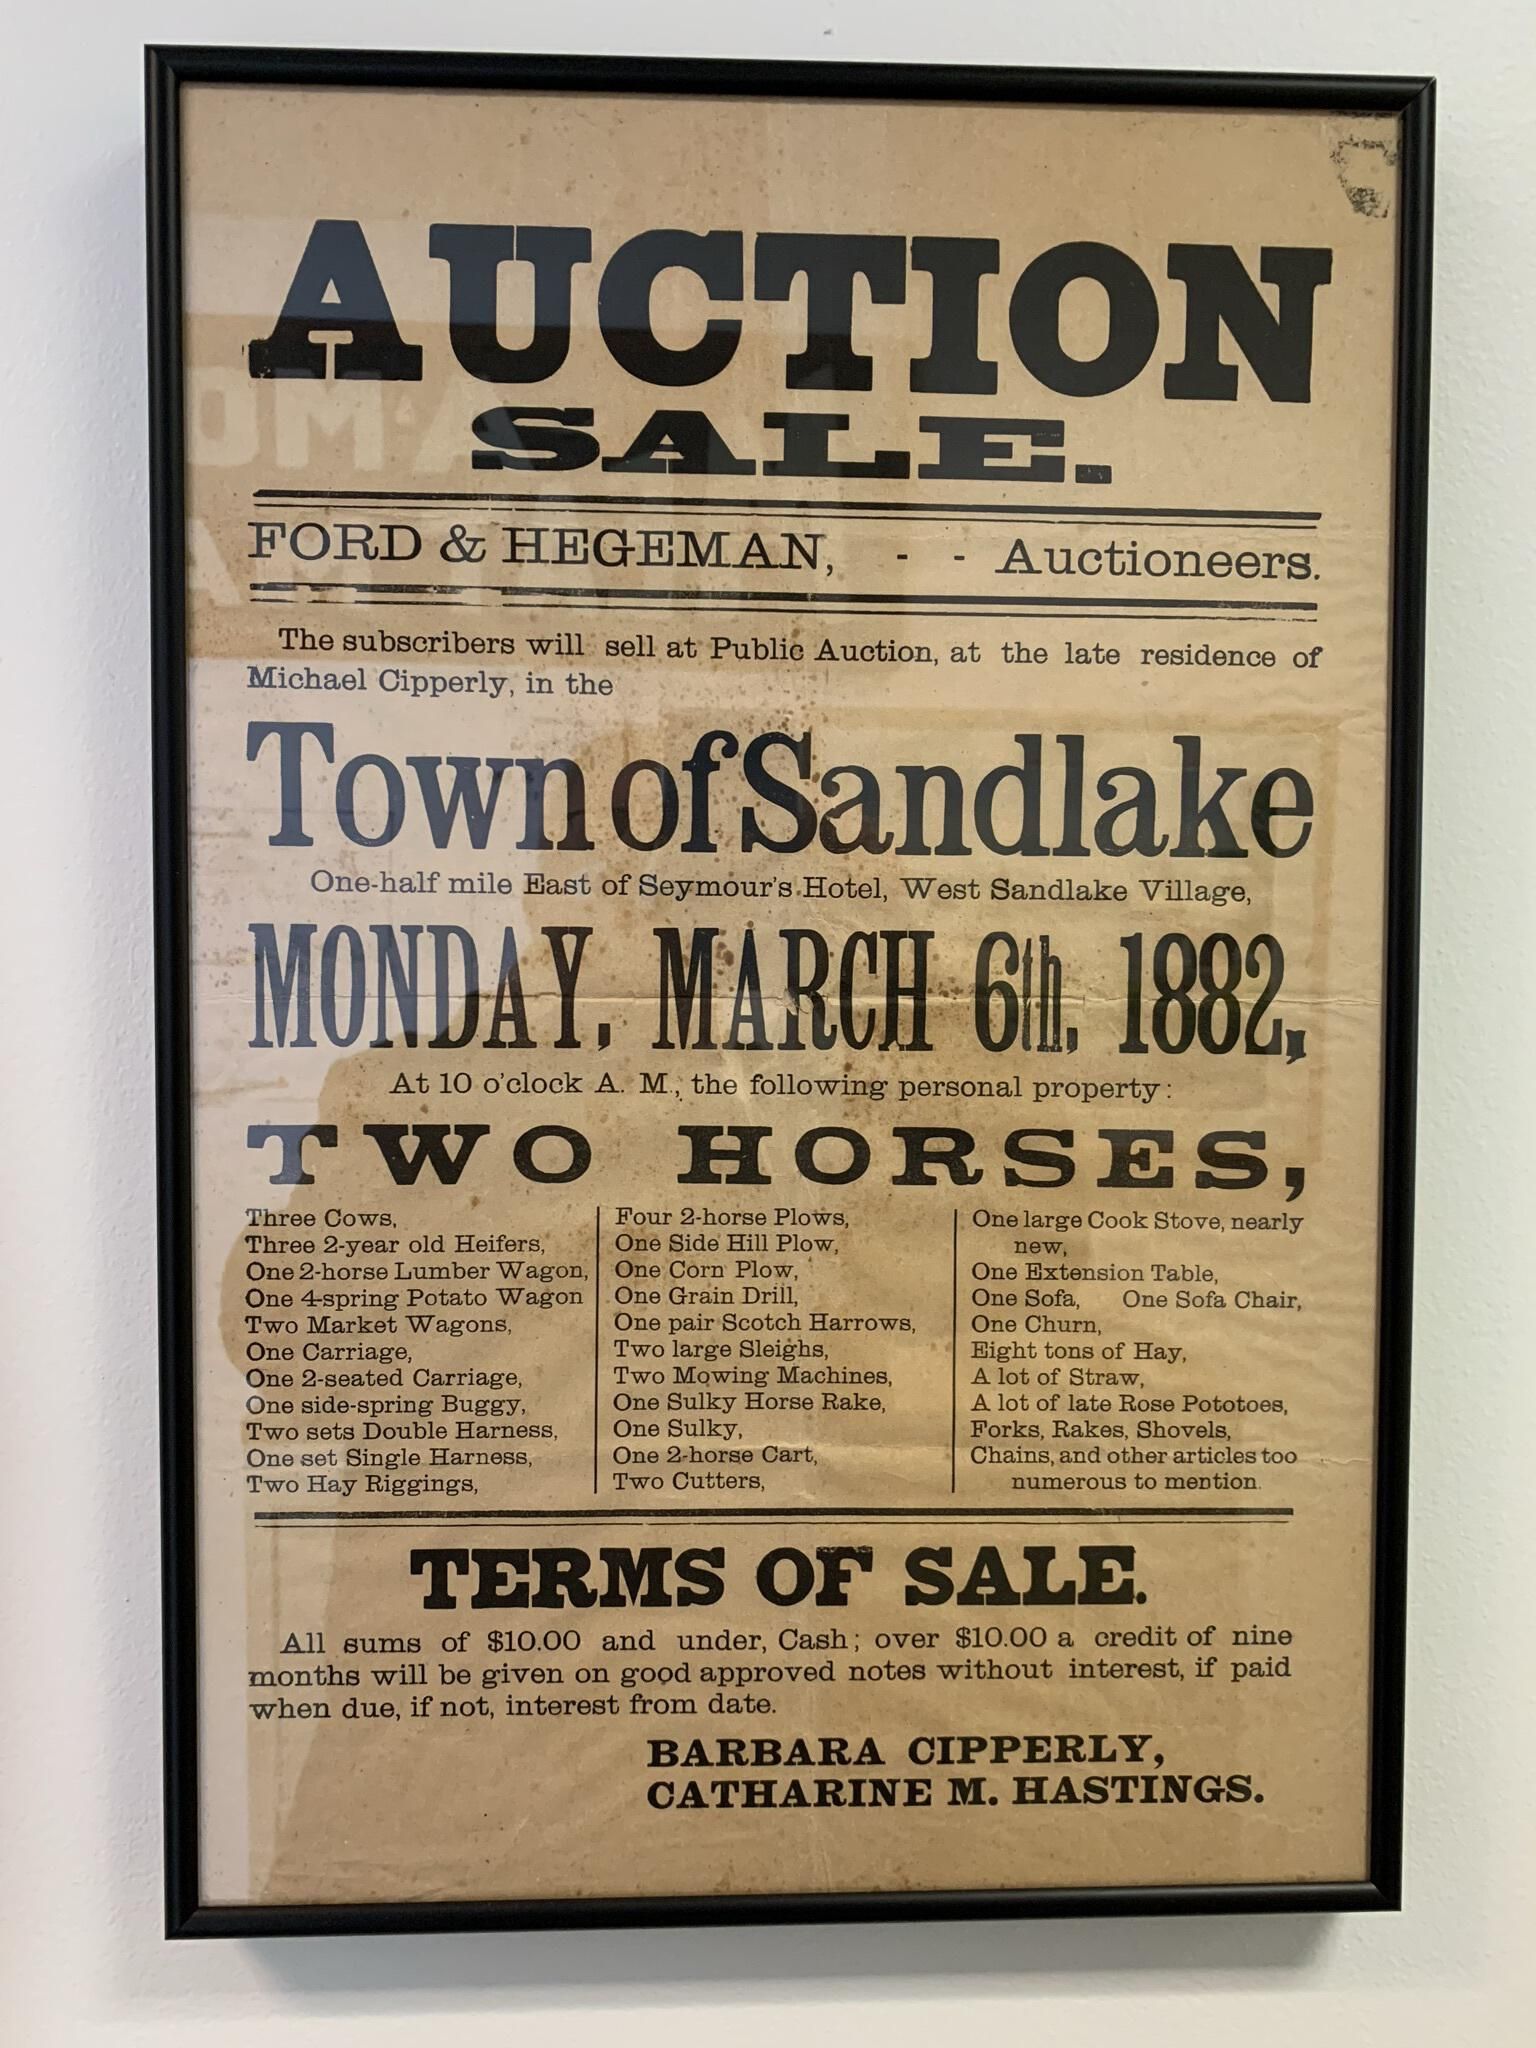 AUCTION
SALE.
FORD & HEGEMAN, - - Auctioneers.
The subscribers will sell at Public Auction, at the late residence of
Michael Cipperly, in the
Town of Sandlake
One-half mile East of Seymour's Hotel, West Sandlake Village,
MONDAY, MARCH 6th, 1882,
At 10 o'clock A. M., the following personal property:
TWO HORSES,
Three Cows,
Three 2-year old Heifers,
One 2-horse Lumber Wagon,
One 4-spring Potato Wagon
Two Market Wagons,
One Carriage,
One 2-seated Carriage,
One side-spring Buggy,
Two sets Double Harness,
One set Single Harness,
Two Hay Riggings,
Four 2-horse Plows,
One Side Hill Plow,
One Corn Plow,
One Grain Drill,
One pair Scotch Harrows,
Two large Sleighs,
Two Mowing Machines,
One Sulky Horse Rake,
One Sulky,
One 2-horse Cart,
Two Cutters,
One large Cook Stove, nearly
new,
One Extension Table,
One Sofa, One Sofa Chair,
One Churn,
Eight tons of Hay,
A lot of Straw,
A lot of late Rose Pototoes,
Forks, Rakes, Shovels,
Chains, and other articles too
numerous to mention.
TERMS OF SALE.
All sums of $10.00 and under, Cash; over $10.00 a credit of nine
months will be given on good approved notes without interest, if paid
when due, if not, interest from date.
BARBARA CIPPERLY,
CATHARINE M. HASTINGS.